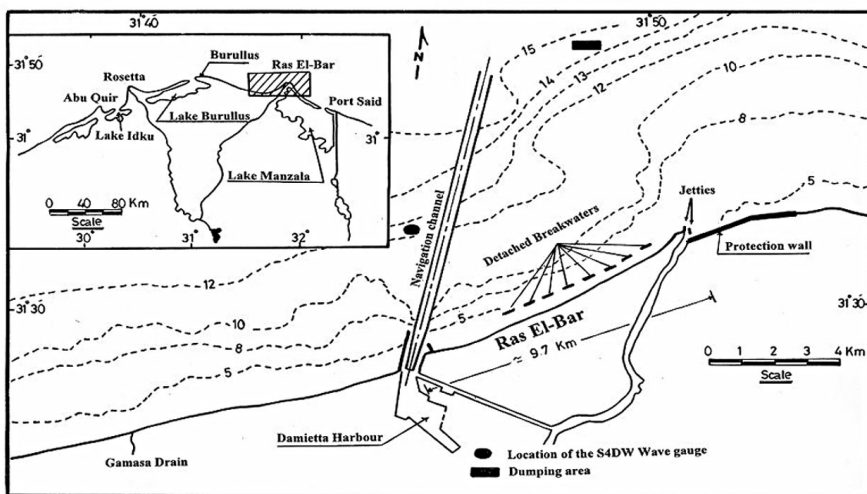 31°40
31°50
31°50
Burullus
Ras El-Bar
Rosetta
Abu Quir
Port Said
Lake Burullus
Lake Idku
31°
Lake Manzala
0 40 80 Km
Scale
30°
31°
32°
N
15
14
13
12
10
8
5
Jetties
Navigation channel
Detached Breakwaters
Protection wall
12
31°30
31°30
10
8
5
5
Ras El-Bar
≃ 9.7 Km
0 1 2 3 4 Km
Scale
Damietta Harbour
Gamasa Drain
Location of the S4DW Wave gauge
Dumping area